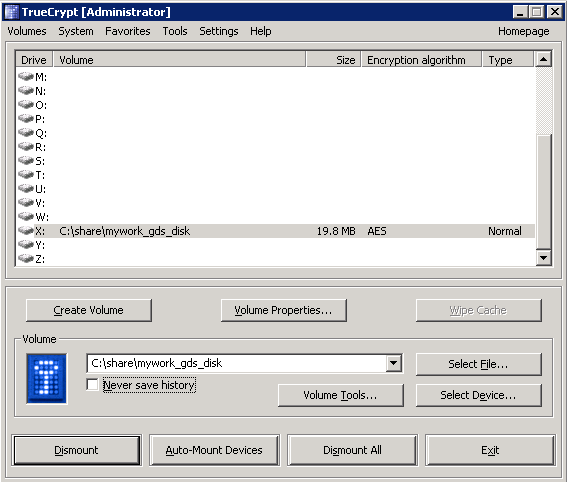 TrueCrypt [Administrator]
Volumes System Favorites Tools Settings Help Homepage
Drive Volume Size Encryption algorithm Type
M:
N:
O:
P:
Q:
R:
S:
T:
U:
V:
W:
X: C:\share\mywork_gds_disk 19.8 MB AES Normal
Y:
Z:
Create Volume Volume Properties... Wipe Cache
Volume
C:\share\mywork_gds_disk Select File...
Never save history
Volume Tools... Select Device...
Dismount Auto-Mount Devices Dismount All Exit